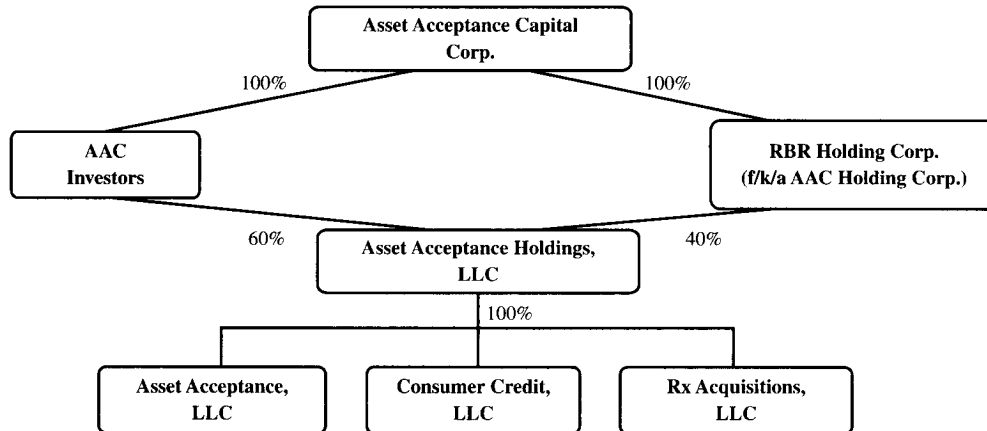 Asset Acceptance Capital
Corp.
100%
100%
AAC
Investors
RBR Holding Corp.
(f/k/a AAC Holding Corp.)
60%
40%
Asset Acceptance Holdings,
LLC
100%
Asset Acceptance,
LLC
Consumer Credit,
LLC
Rx Acquisitions,
LLC